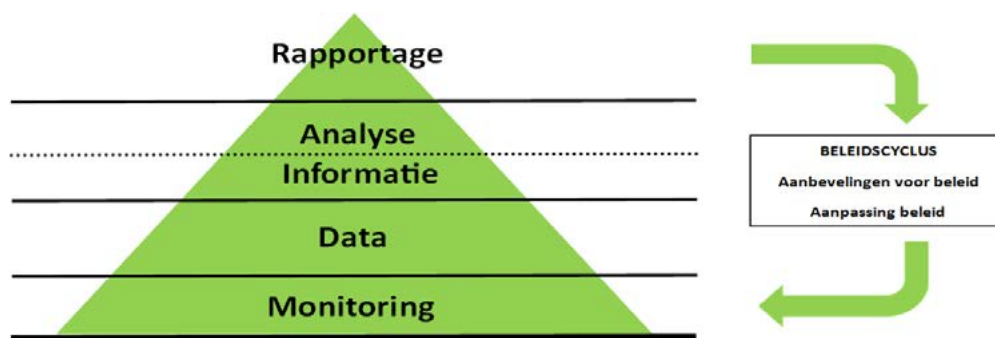 Rapportage
Analyse
Informatie
Data
Monitoring
BELEIDSCYCLUS
Aanbevelingen voor beleid
Aanpassing beleid